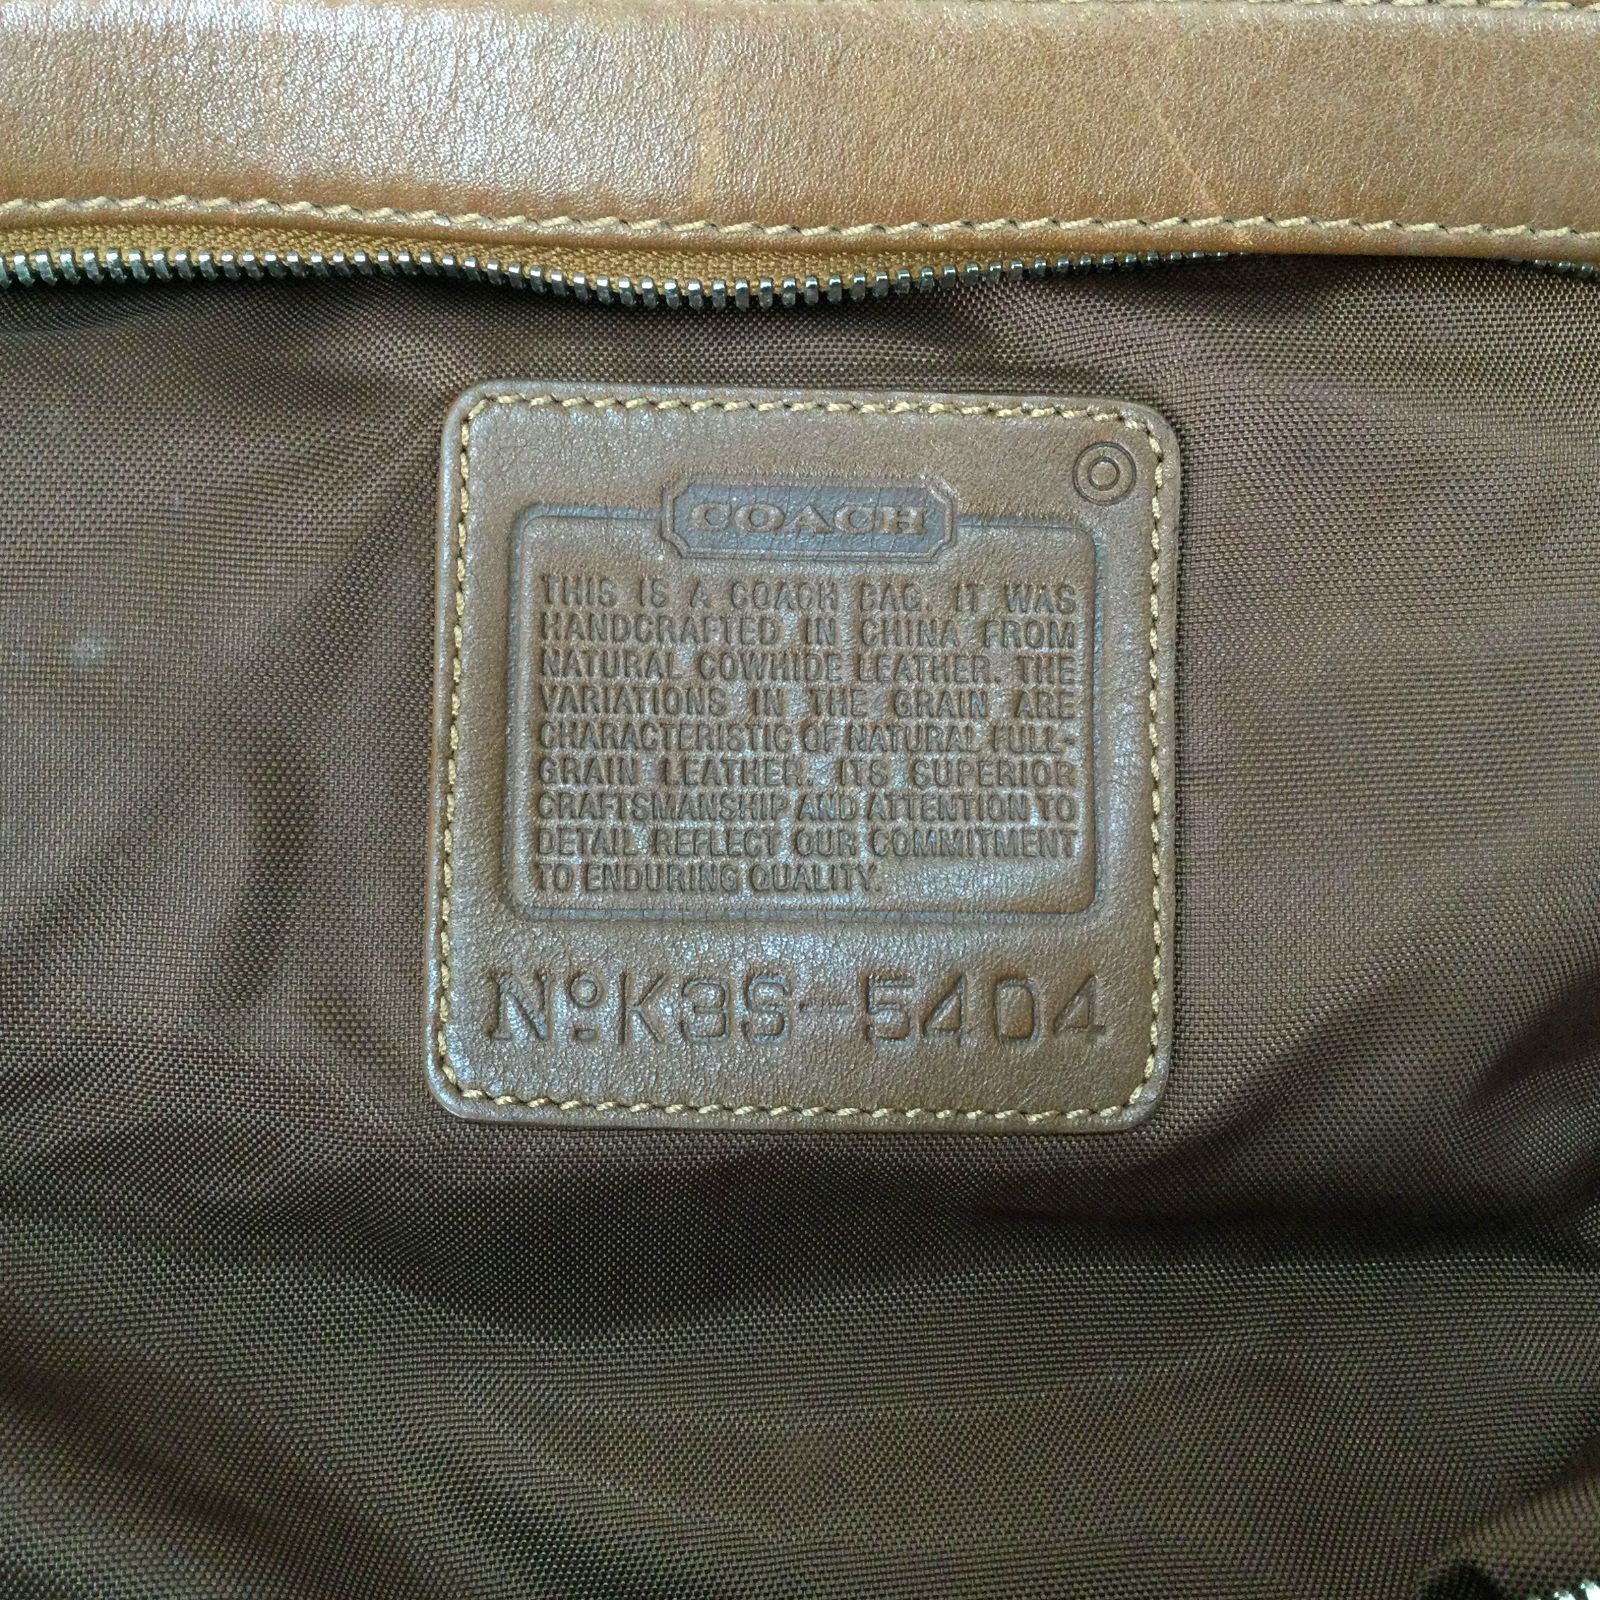 COACH
THIS IS A COACH BAG. IT WAS
HANDCRAFTED IN CHINA FROM
NATURAL COWHIDE LEATHER. THE
VARIATIONS IN THE GRAIN ARE
CHARACTERISTIC OF NATURAL FULL-
GRAIN LEATHER. ITS SUPERIOR
CRAFTSMANSHIP AND ATTENTION TO
DETAIL REFLECT OUR COMMITMENT
TO ENDURING QUALITY.
Nº K3S-5404